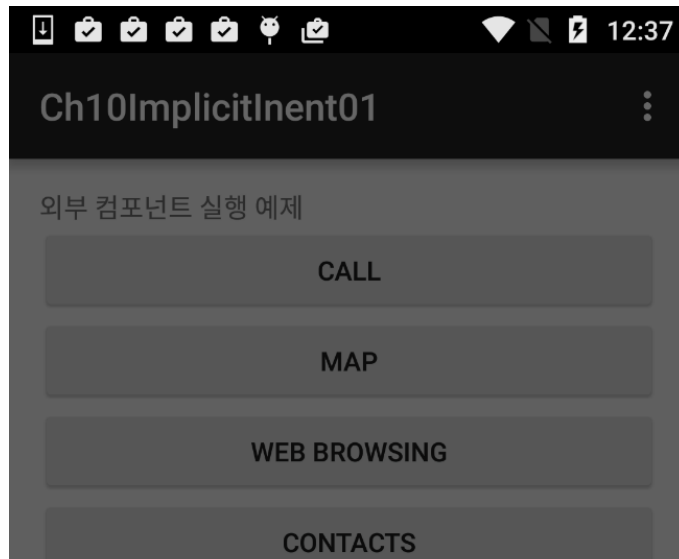 12:37
Ch10ImplicitInent01
외부 컴포넌트 실행 예제
CALL
MAP
WEB BROWSING
CONTACTS